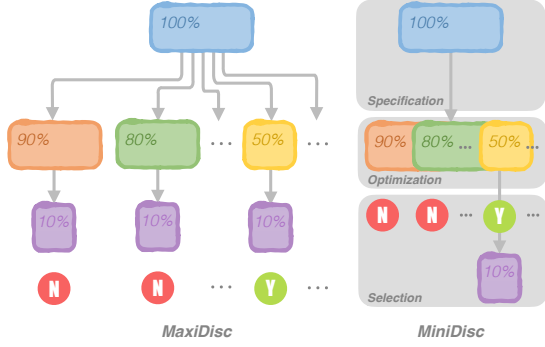 100% 100%
Specification
90% 80% ... 50% ... 90% 80% ... 50% ...
Optimization
10% 10% 10% N N ... Y ...
N N ... Y ... 10%
Selection
MaxiDisc MiniDisc